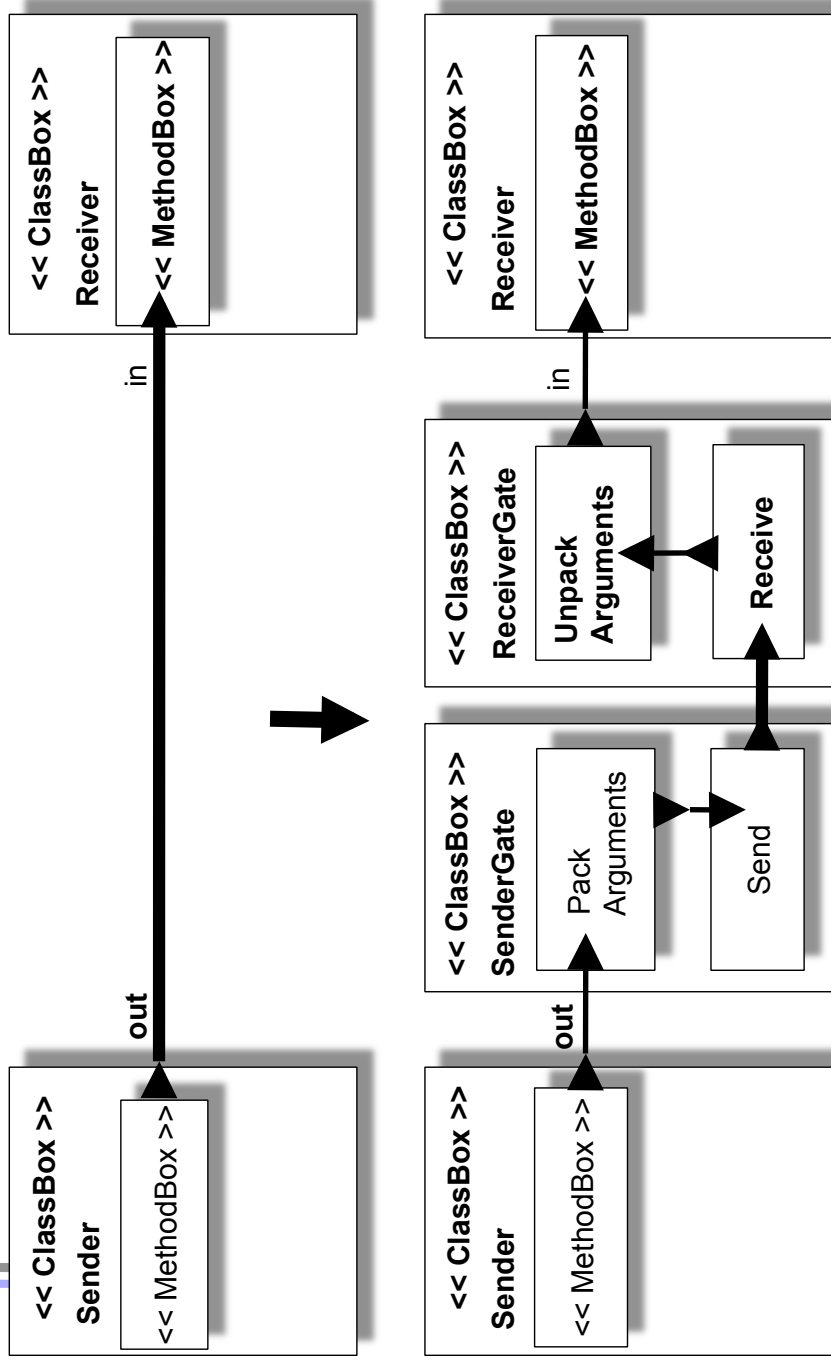 << ClassBox >>
Sender
<< MethodBox >>
out
in
<< ClassBox >>
Receiver
<< MethodBox >>
<< ClassBox >>
Sender
<< MethodBox >>
out
<< ClassBox >>
SenderGate
Pack
Arguments
Send
<< ClassBox >>
ReceiverGate
Unpack
Arguments
Receive
in
<< ClassBox >>
Receiver
<< MethodBox >>